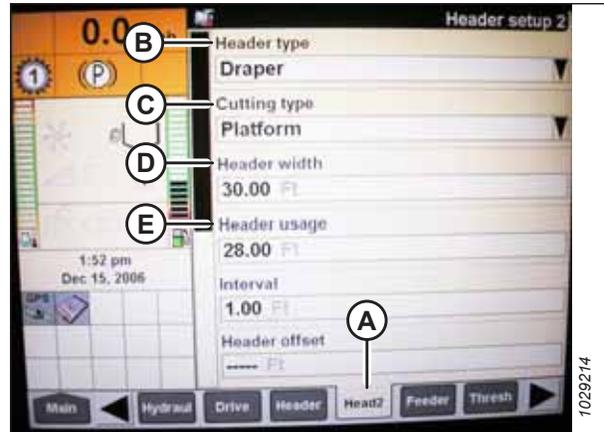 0.0
Header setup 2
B
Header type
Draper
1
(P)
C
Cutting type
Platform
D
Header width
30.00 Ft
E
Header usage
28.00 Ft
1:52 pm
Dec 15, 2006
Interval
1.00 Ft
GPS
A
Header offset
----- Ft
Main
Hydraul
Drive
Header
Head2
Feeder
Thresh
1029214